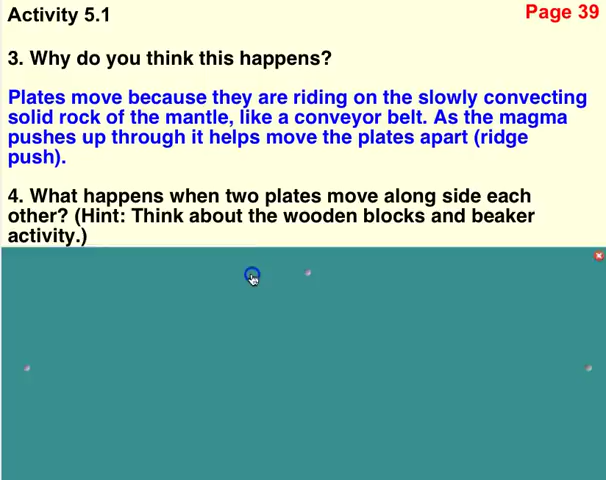 Activity 5.1
Page 39
3. Why do you think this happens?
Plates move because they are riding on the slowly convecting
solid rock of the mantle, like a conveyor belt. As the magma
pushes up through it helps move the plates apart (ridge
push).
4. What happens when two plates move along side each
other? (Hint: Think about the wooden blocks and beaker
activity.)